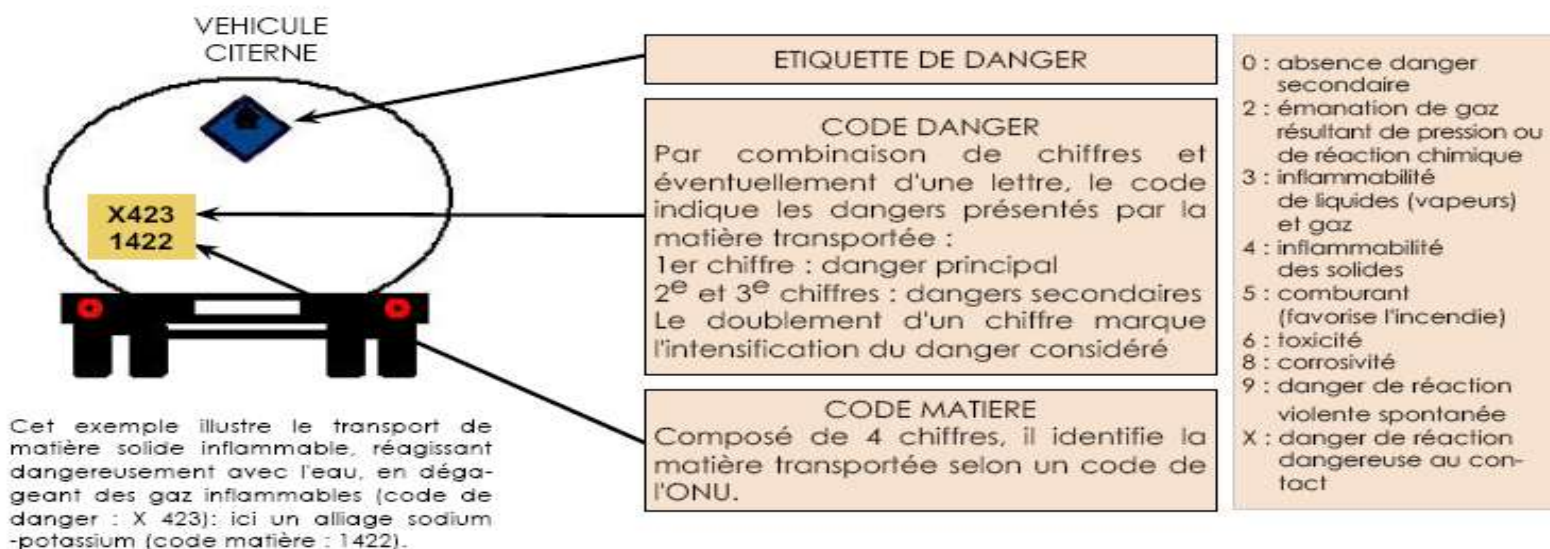 VEHICULE
CITERNE
X423
1422
Cet exemple illustre le transport de
matière solide inflammable, réagissant
dangereusement avec l'eau, en déga-
geant des gaz inflammables (code de
danger : X 423): ici un alliage sodium
-potassium (code matière : 1422).
ETIQUETTE DE DANGER
CODE DANGER
Par combinaison de chiffres et
éventuellement d'une lettre, le code
indique les dangers présentés par la
matière transportée :
1er chiffre : danger principal
2e et 3e chiffres : dangers secondaires
Le doublement d'un chiffre marque
l'intensification du danger considéré
CODE MATIERE
Composé de 4 chiffres, il identifie la
matière transportée selon un code de
l'ONU.
0 : absence danger
secondaire
2 : émanation de gaz
résultant de pression ou
de réaction chimique
3 : inflammabilité
de liquides (vapeurs)
et gaz
4 : inflammabilité
des solides
5 : comburant
(favorise l'incendie)
6 : toxicité
8 : corrosivité
9 : danger de réaction
violente spontanée
X : danger de réaction
dangereuse au con-
tact